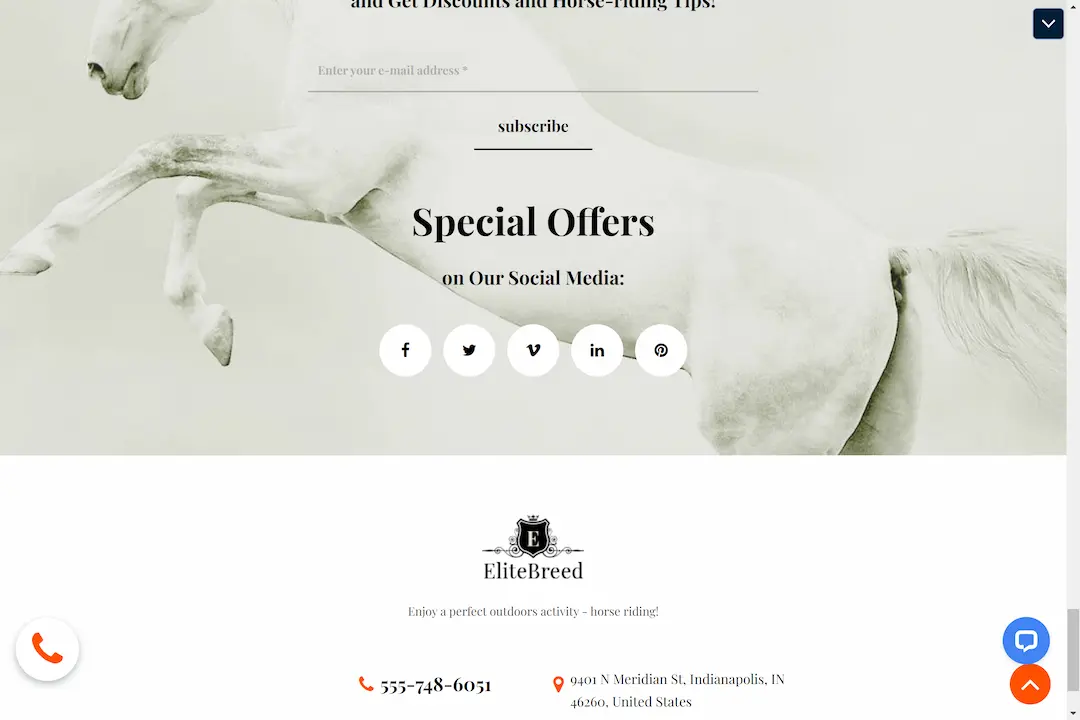 and Get Discounts and Horse-riding Tips!
Enter your e-mail address *
subscribe
Special Offers
on Our Social Media:
E
EliteBreed
Enjoy a perfect outdoors activity - horse riding!
555-748-6051
9401 N Meridian St, Indianapolis, IN
46260, United States